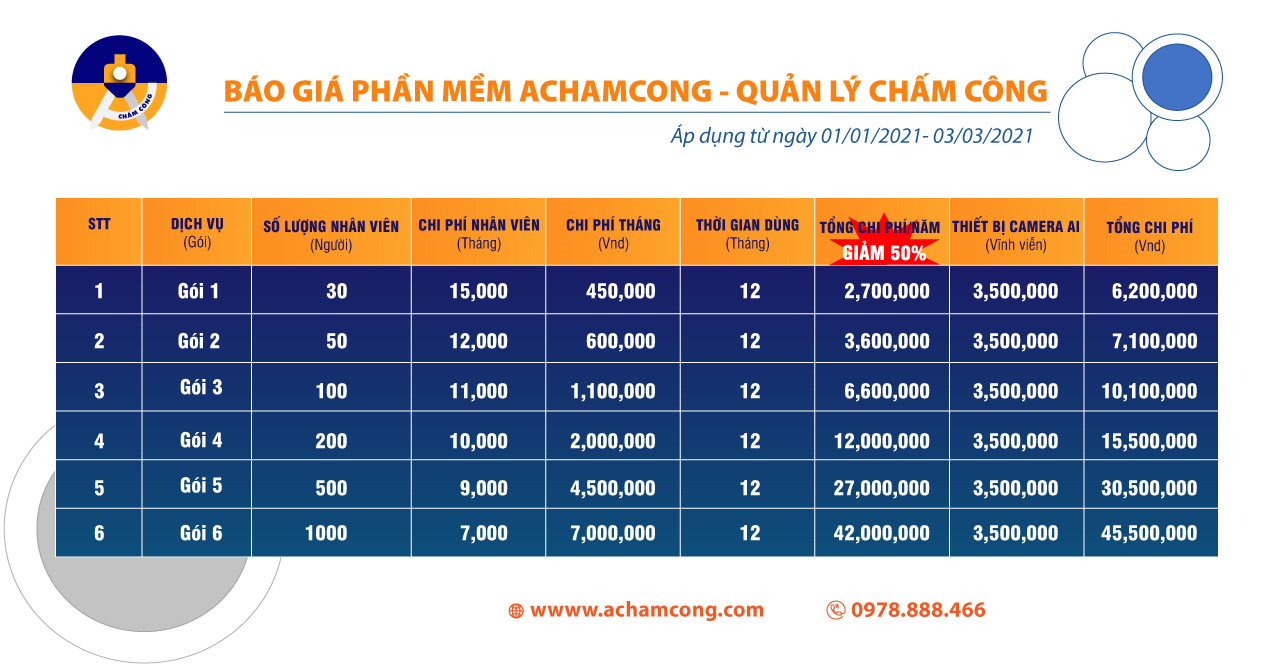 CHẤM CÔNG
BÁO GIÁ PHẦN MỀM ACHAMCONG - QUẢN LÝ CHẤM CÔNG
Áp dụng từ ngày 01/01/2021- 03/03/2021
STT DỊCH VỤ (Gói) SỐ LƯỢNG NHÂN VIÊN (Người) CHI PHÍ NHÂN VIÊN (Tháng) CHI PHÍ THÁNG (Vnd) THỜI GIAN DÙNG (Tháng) TỔNG CHI PHÍ/NĂM GIẢM 50% THIẾT BỊ CAMERA AI (Vĩnh viễn) TỔNG CHI PHÍ (Vnd)
1 Gói 1 30 15,000 450,000 12 2,700,000 3,500,000 6,200,000
2 Gói 2 50 12,000 600,000 12 3,600,000 3,500,000 7,100,000
3 Gói 3 100 11,000 1,100,000 12 6,600,000 3,500,000 10,100,000
4 Gói 4 200 10,000 2,000,000 12 12,000,000 3,500,000 15,500,000
5 Gói 5 500 9,000 4,500,000 12 27,000,000 3,500,000 30,500,000
6 Gói 6 1000 7,000 7,000,000 12 42,000,000 3,500,000 45,500,000
wwww.achamcong.com 0978.888.466